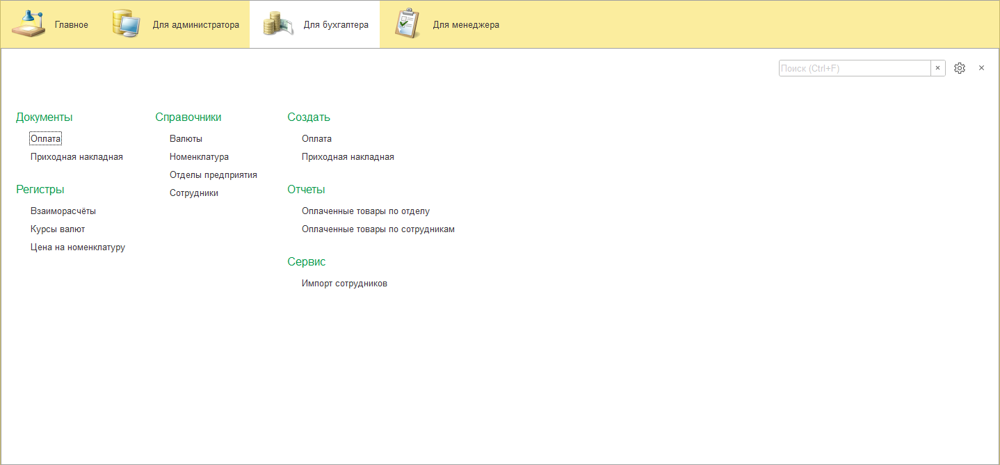 Главное
Для администратора
Для бухгалтера
Для менеджера
Поиск (Ctrl+F)
Документы
Оплата
Приходная накладная
Регистры
Взаиморасчёты
Курсы валют
Цена на номенклатуру
Справочники
Валюты
Номенклатура
Отделы предприятия
Сотрудники
Создать
Оплата
Приходная накладная
Отчеты
Оплаченные товары по отделу
Оплаченные товары по сотрудникам
Сервис
Импорт сотрудников